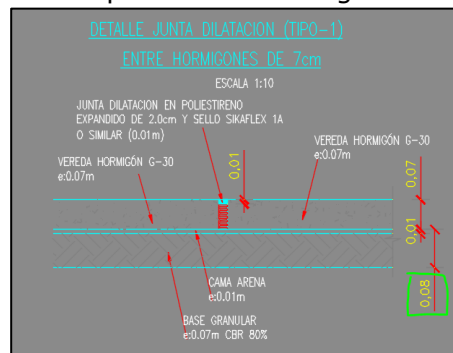 DETALLE JUNTA DILATACION (TIPO-1)
ENTRE HORMIGONES DE 7cm
ESCALA 1:10
JUNTA DILATACION EN POLIESTIRENO
EXPANDIDO DE 2.0cm Y SELLO SIKAFLEX 1A
O SIMILAR (0.01m)
VEREDA HORMIGÓN G-30
e:0.07m
VEREDA HORMIGÓN G-30
e:0.07m
0,01
0,07
0,01
0,08
CAMA ARENA
e:0.01m
BASE GRANULAR
e:0.07m CBR 80%